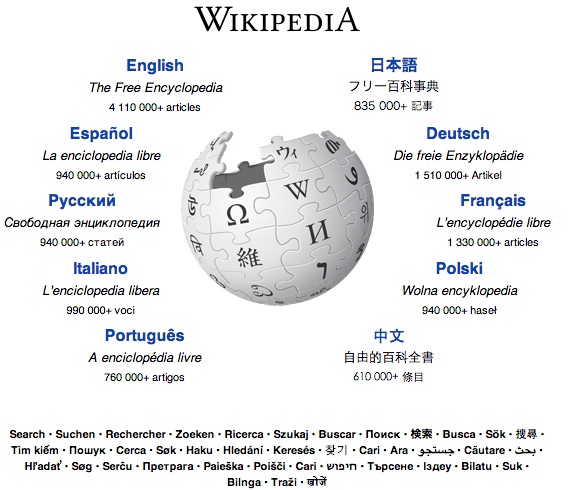 WIKIPEDIA
English
The Free Encyclopedia
4 110 000+ articles
日本語
フリー百科事典
835 000+ 記事
Español
La enciclopedia libre
940 000+ artículos
Deutsch
Die freie Enzyklopädie
1 510 000+ Artikel
Русский
Свободная энциклопедия
940 000+ статей
Français
L'encyclopédie libre
1 330 000+ articles
Italiano
L'enciclopedia libera
990 000+ voci
Polski
Wolna encyklopedia
940 000+ haseł
Português
A enciclopédia livre
760 000+ artigos
中文
自由的百科全書
610 000+ 條目
ウィ
W
Ω
И
維
Search • Suchen • Rechercher • Zoeken • Ricerca • Szukaj • Buscar • Поиск • 検索 • Busca • Sök • 搜尋 •
Tìm kiếm • Пошук • Cerca • Søk • Haku • Hledání • Keresés • 찾기 • Cari • Ara • جستجو • Căutare • بحث •
Hľadať • Søg • Serĉu • Претрага • Paieška • Poišči • Cari • חיפוש • Търсене • Іздеу • Bilatu • Suk •
Bilnga • Traži • खोजें